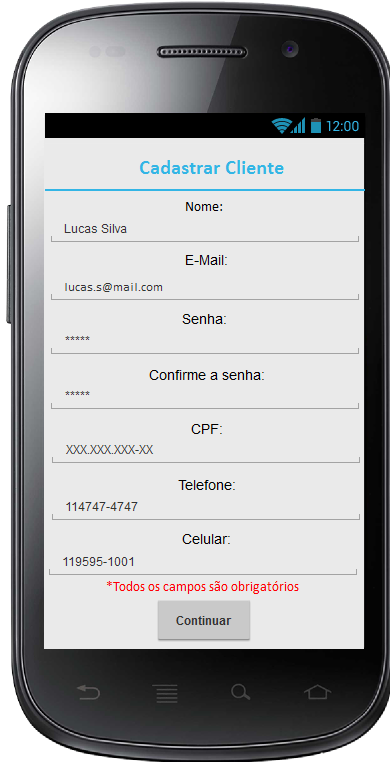 12:00
Cadastrar Cliente
Nome:
Lucas Silva
E-Mail:
lucas.s@mail.com
Senha:
*****
Confirme a senha:
*****
CPF:
XXX.XXX.XXX-XX
Telefone:
114747-4747
Celular:
119595-1001
*Todos os campos são obrigatórios
Continuar